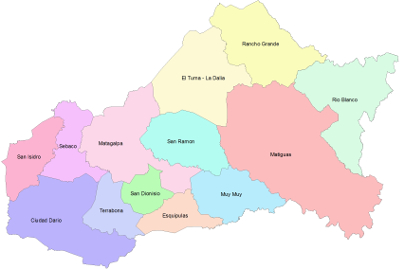 Rancho Grande
El Tuma - La Dalia
Rio Blanco
San Ramon
Matagalpa
Sebaco
San Isidro
Matiguas
San Dionisio
Muy Muy
Terrabona
Esquipulas
Ciudad Dario